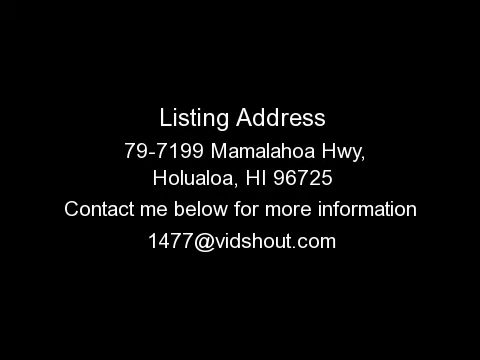 Listing Address
79-7199 Mamalahoa Hwy,
Holualoa, HI 96725
Contact me below for more information
1477@vidshout.com